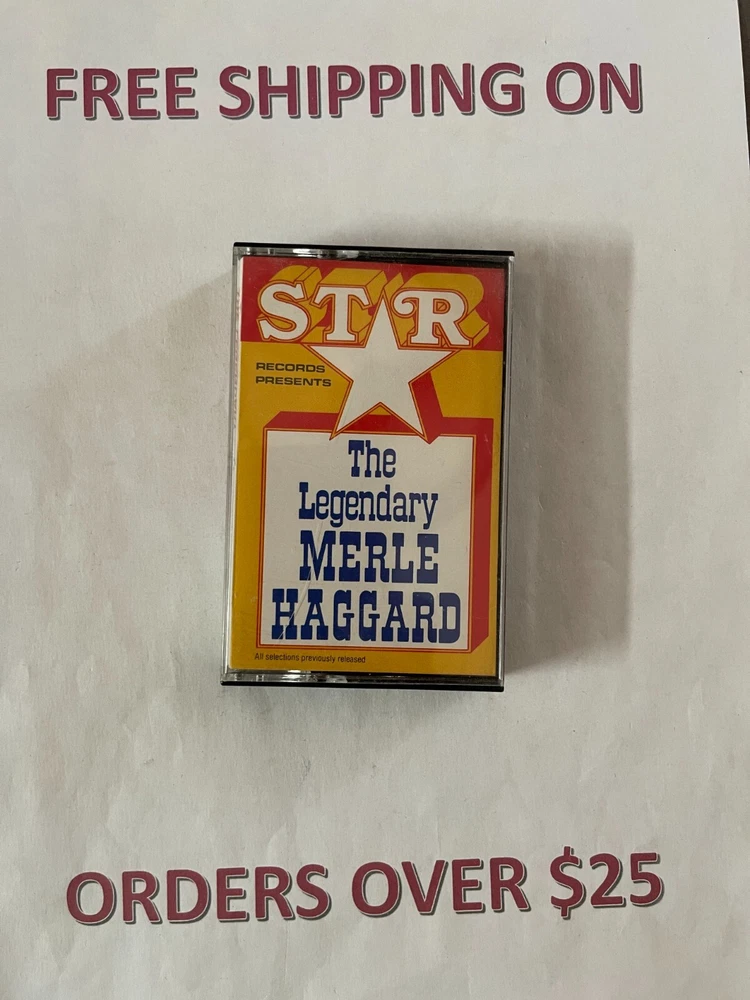 FREE SHIPPING ON
STAR
RECORDS
PRESENTS
The
Legendary
MERLE
HAGGARD
All selections previously released
ORDERS OVER $25